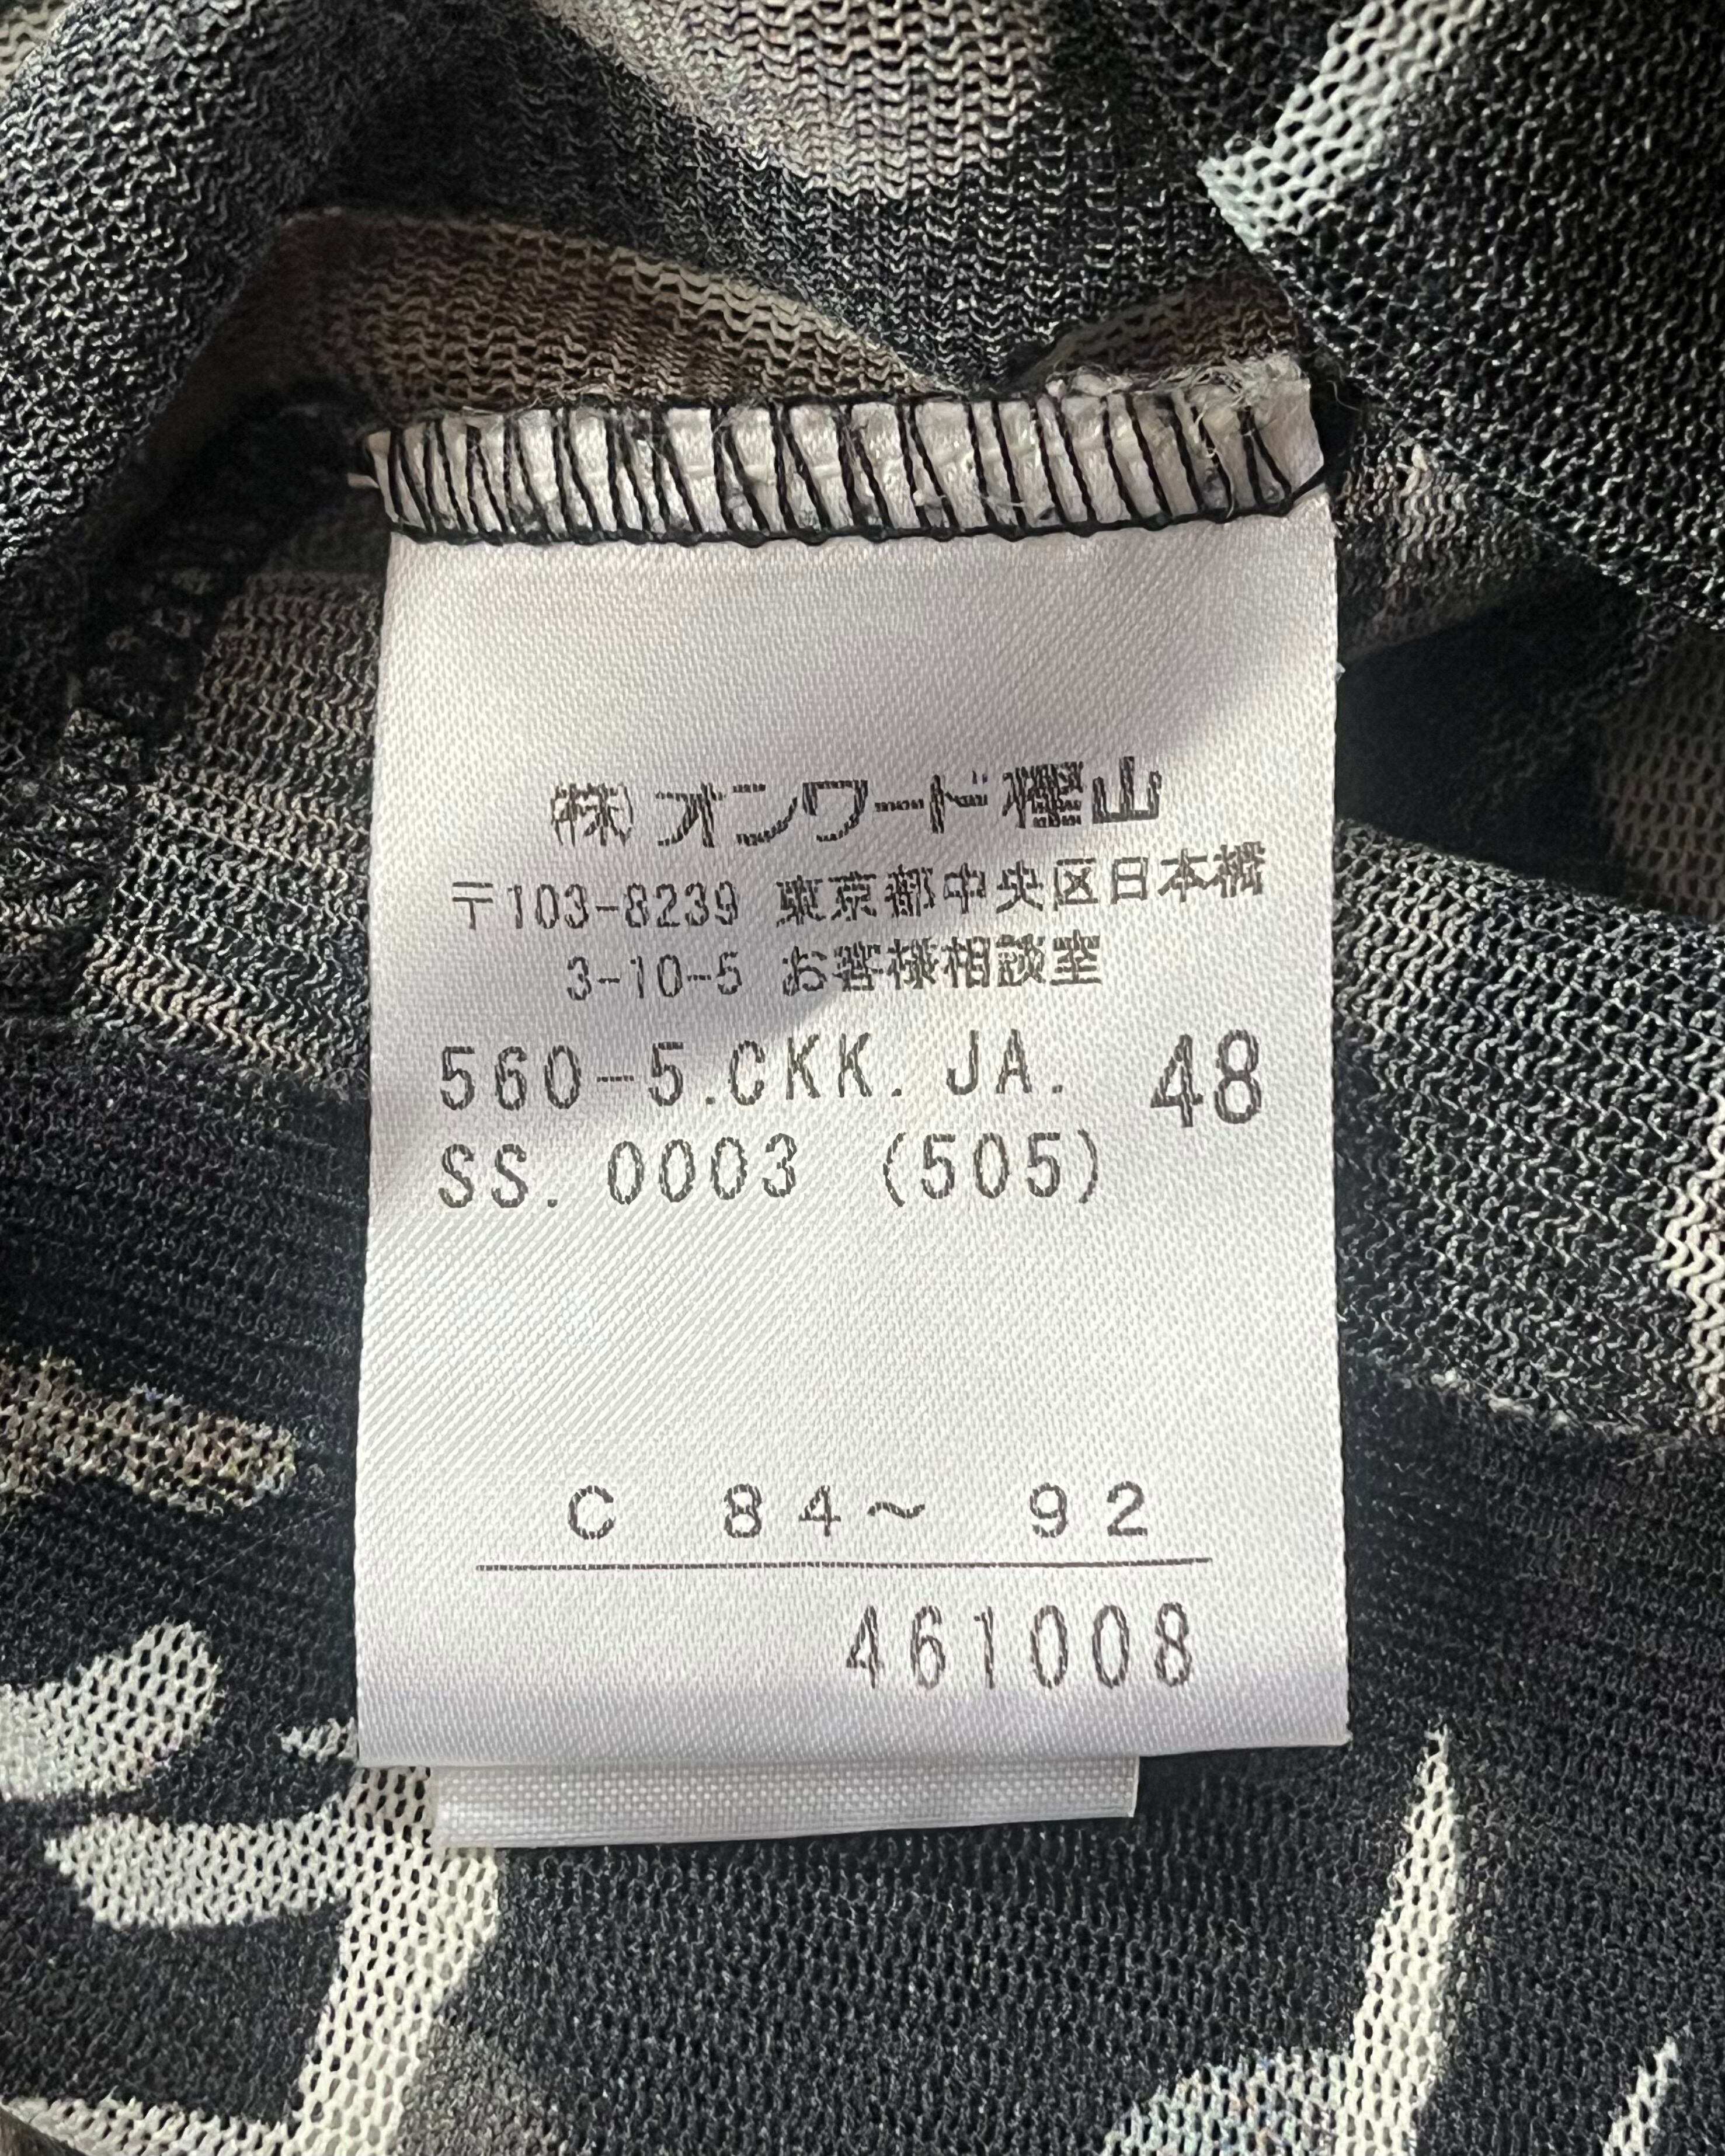 (株)オンワード樫山
〒103-8239 東京都中央区日本橋
3-10-5 お客様相談室
560-5.CKK. JA. 48
SS. 0003 (505)
C 84～ 92
461008